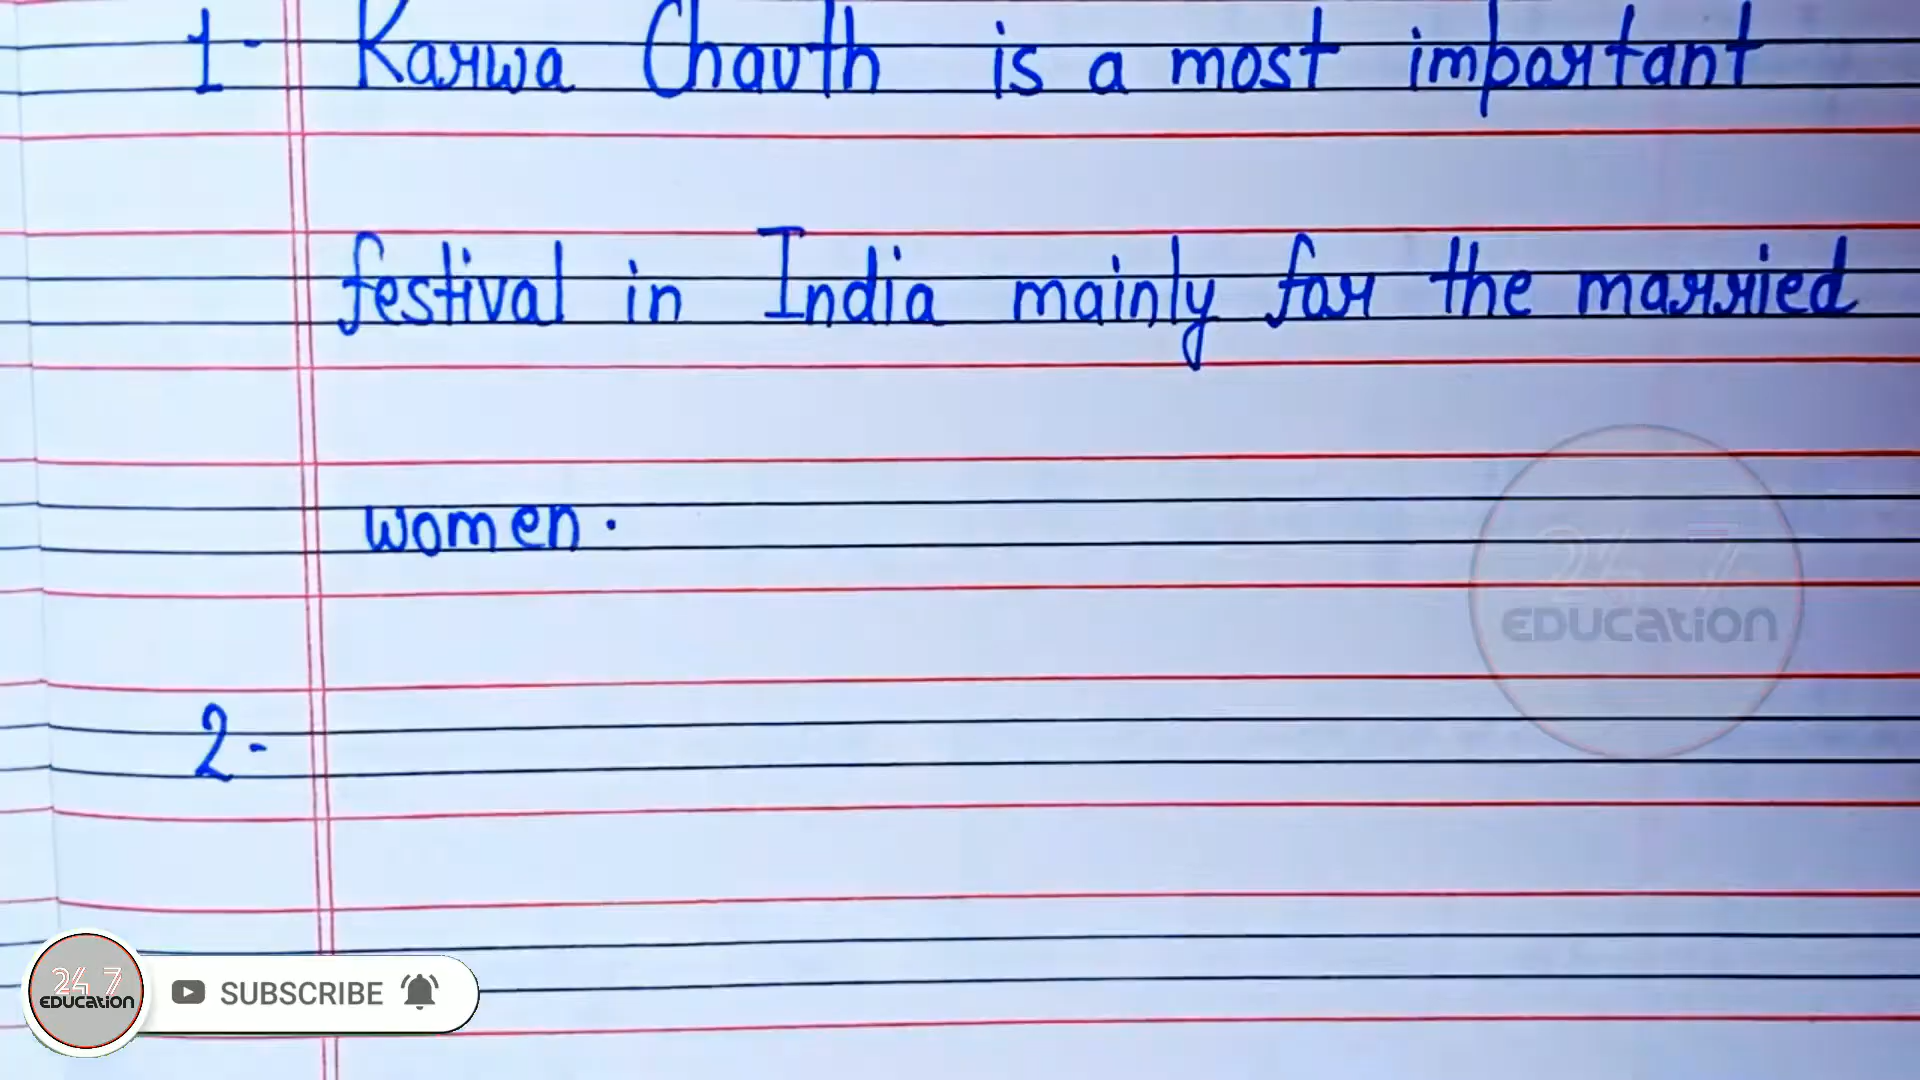 1- Karwa Chauth is a most important
festival in India mainly for the married
women.
24 7
EDUCATION
2-
24 7
EDUCATION
SUBSCRIBE